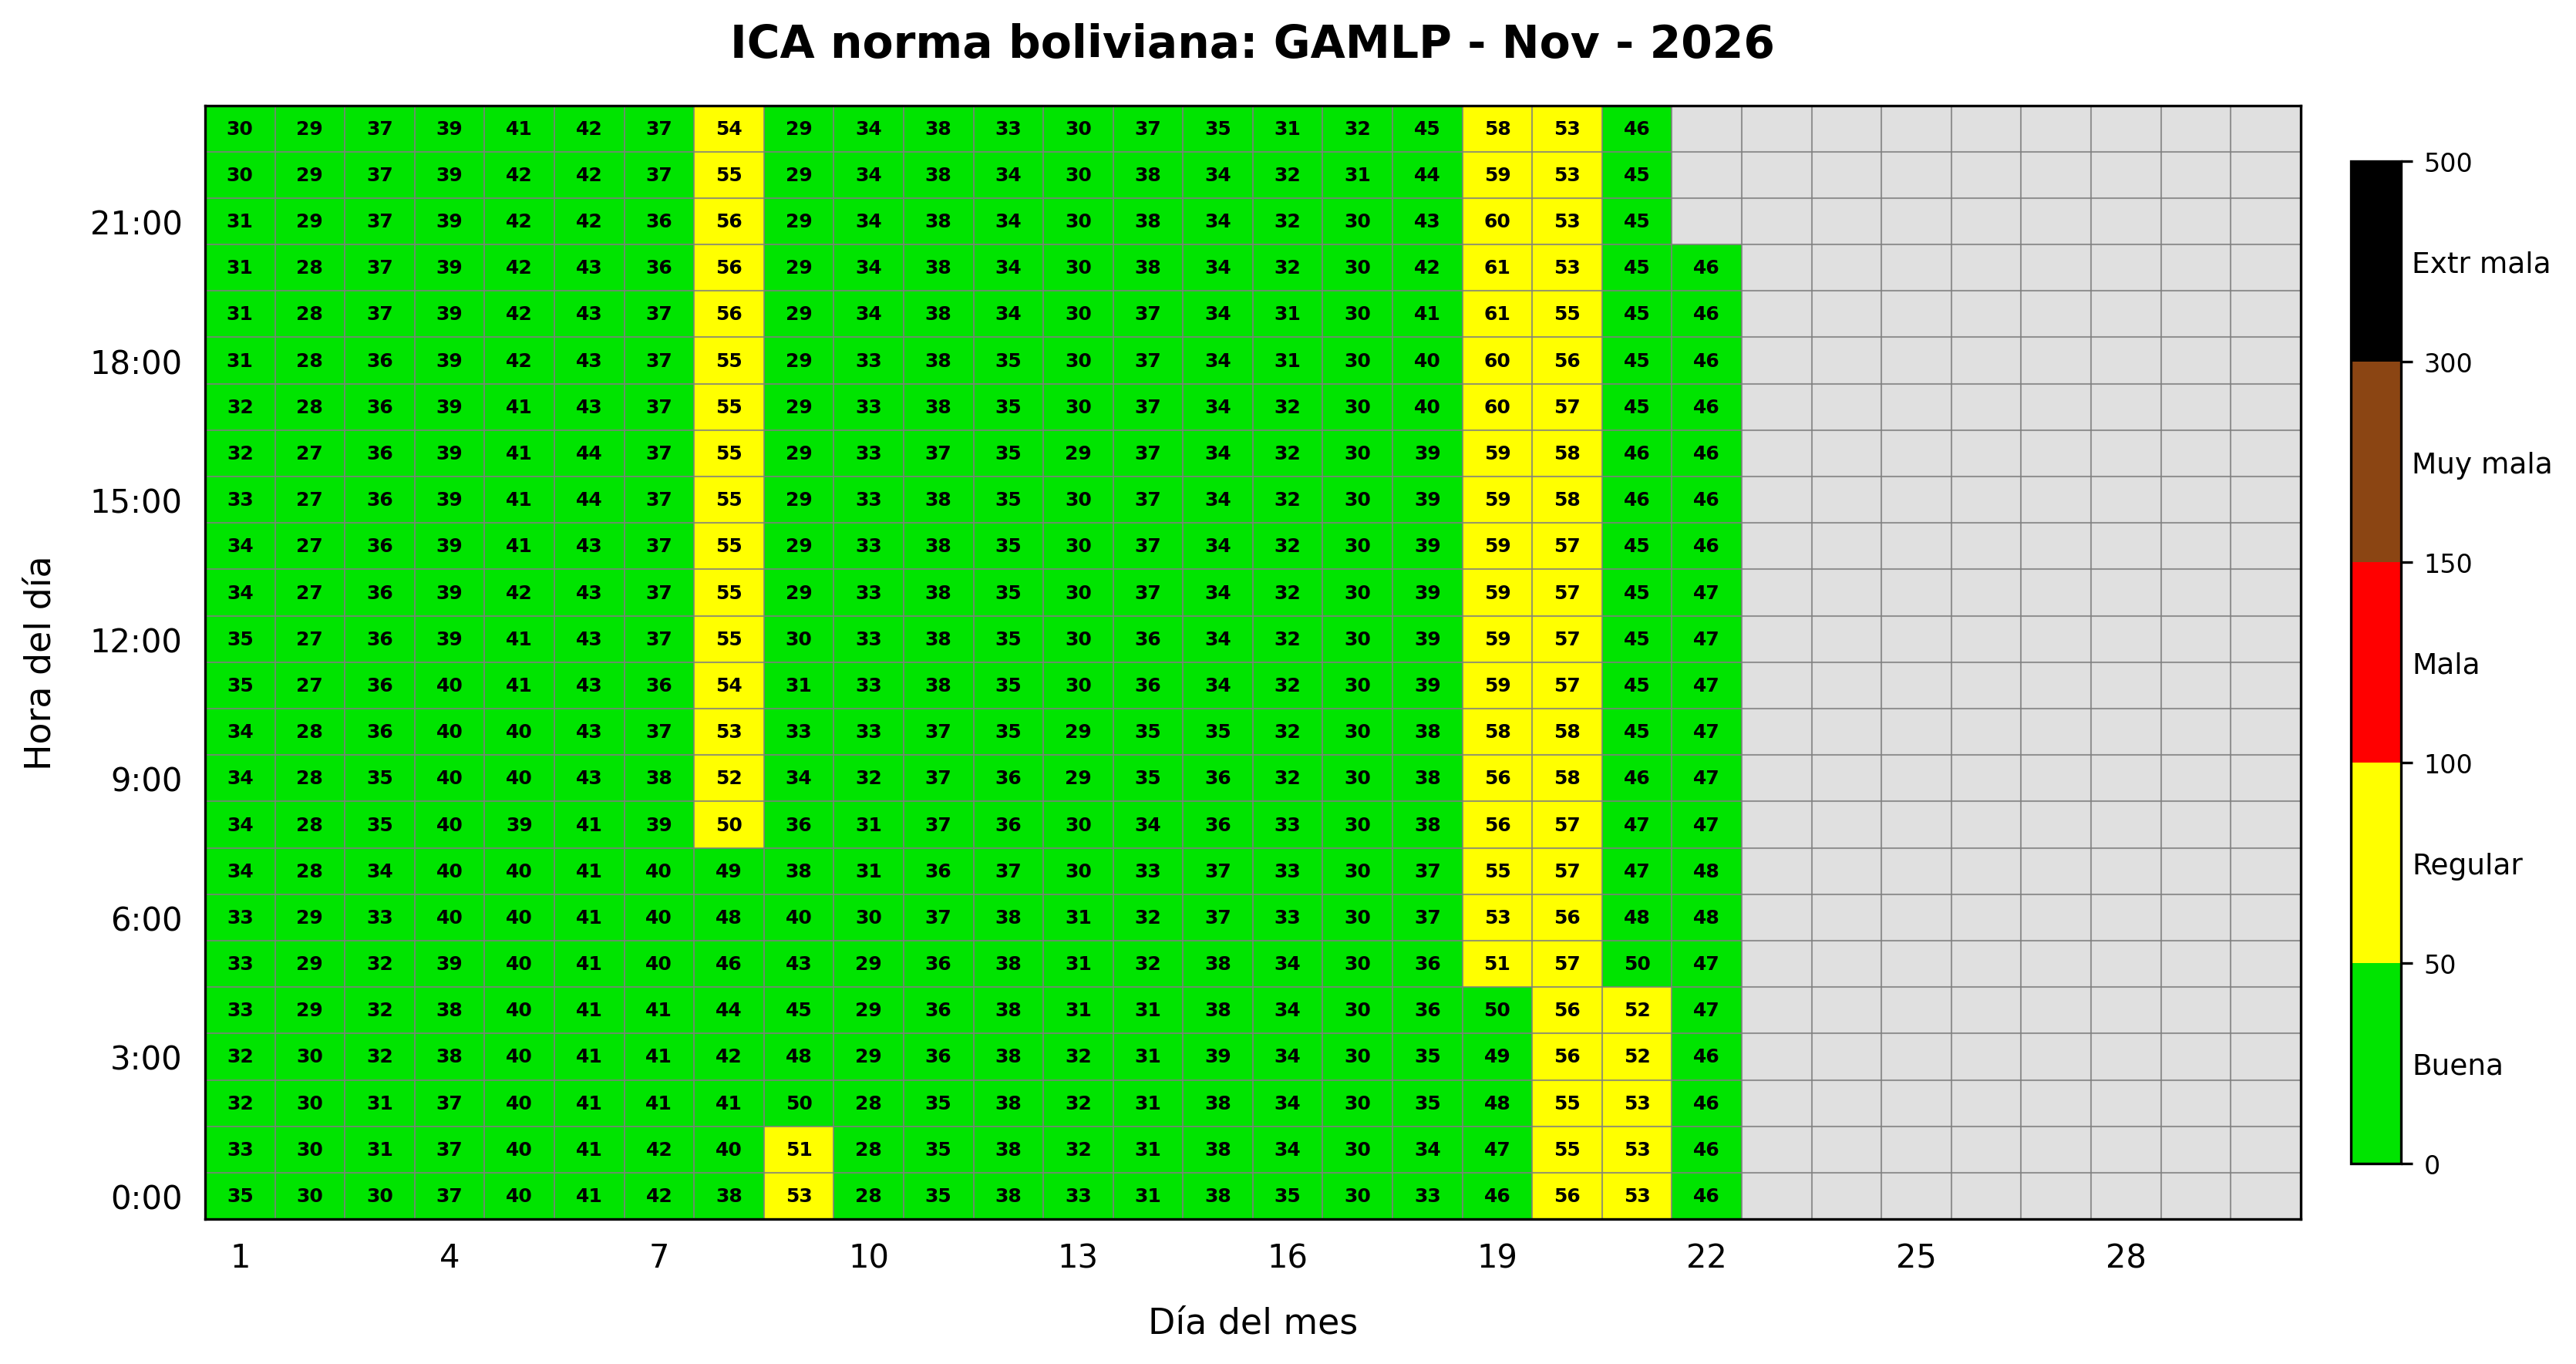 ICA norma boliviana: GAMLP - Nov - 2026
30 29 37 39 41 42 37 54 29 34 38 33 30 37 35 31 32 45 58 53 46
30 29 37 39 42 42 37 55 29 34 38 34 30 38 34 32 31 44 59 53 45
21:00 31 29 37 39 42 42 36 56 29 34 38 34 30 38 34 32 30 43 60 53 45
31 28 37 39 42 43 36 56 29 34 38 34 30 38 34 32 30 42 61 53 45 46
31 28 37 39 42 43 37 56 29 34 38 34 30 37 34 31 30 41 61 55 45 46
18:00 31 28 36 39 42 43 37 55 29 33 38 35 30 37 34 31 30 40 60 56 45 46
32 28 36 39 41 43 37 55 29 33 38 35 30 37 34 32 30 40 60 57 45 46
32 27 36 39 41 44 37 55 29 33 37 35 29 37 34 32 30 39 59 58 46 46
15:00 33 27 36 39 41 44 37 55 29 33 38 35 30 37 34 32 30 39 59 58 46 46
34 27 36 39 41 43 37 55 29 33 38 35 30 37 34 32 30 39 59 57 45 46
34 27 36 39 42 43 37 55 29 33 38 35 30 37 34 32 30 39 59 57 45 47
12:00 35 27 36 39 41 43 37 55 30 33 38 35 30 36 34 32 30 39 59 57 45 47
35 27 36 40 41 43 36 54 31 33 38 35 30 36 34 32 30 39 59 57 45 47
34 28 36 40 40 43 37 53 33 33 37 35 29 35 35 32 30 38 58 58 45 47
9:00 34 28 35 40 40 43 38 52 34 32 37 36 29 35 36 32 30 38 56 58 46 47
34 28 35 40 39 41 39 50 36 31 37 36 30 34 36 33 30 38 56 57 47 47
34 28 34 40 40 41 40 49 38 31 36 37 30 33 37 33 30 37 55 57 47 48
6:00 33 29 33 40 40 41 40 48 40 30 37 38 31 32 37 33 30 37 53 56 48 48
33 29 32 39 40 41 40 46 43 29 36 38 31 32 38 34 30 36 51 57 50 47
33 29 32 38 40 41 41 44 45 29 36 38 31 31 38 34 30 36 50 56 52 47
3:00 32 30 32 38 40 41 41 42 48 29 36 38 32 31 39 34 30 35 49 56 52 46
32 30 31 37 40 41 41 41 50 28 35 38 32 31 38 34 30 35 48 55 53 46
33 30 31 37 40 41 42 40 51 28 35 38 32 31 38 34 30 34 47 55 53 46
0:00 35 30 30 37 40 41 42 38 53 28 35 38 33 31 38 35 30 33 46 56 53 46
1 4 7 10 13 16 19 22 25 28
Día del mes
Hora del día
500
Extr mala
300
Muy mala
150
Mala
100
Regular
50
Buena
0